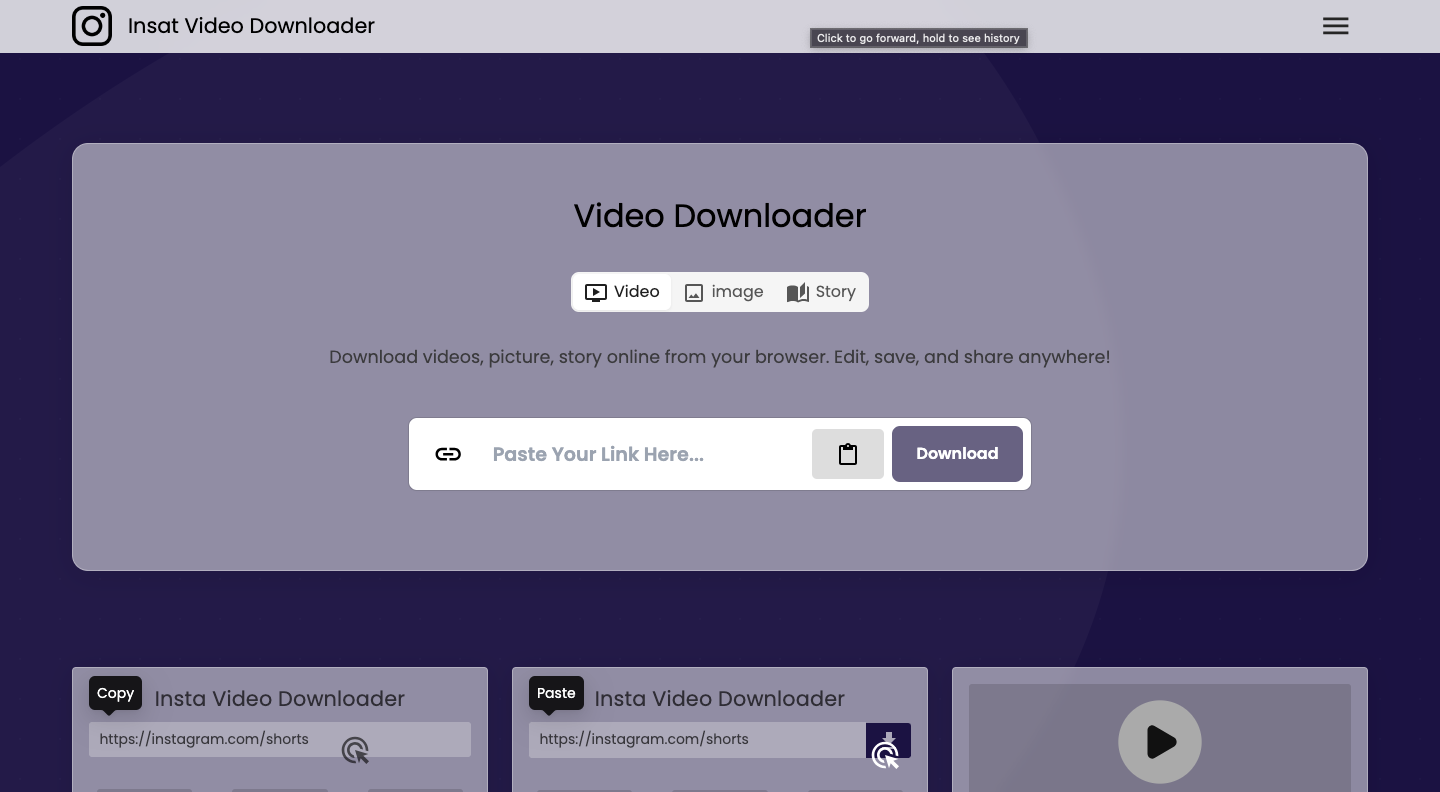 Insat Video Downloader
Click to go forward, hold to see history
Video Downloader
Video image Story
Download videos, picture, story online from your browser. Edit, save, and share anywhere!
Paste Your Link Here... Download
Copy Insta Video Downloader
https://instagram.com/shorts
Paste Insta Video Downloader
https://instagram.com/shorts